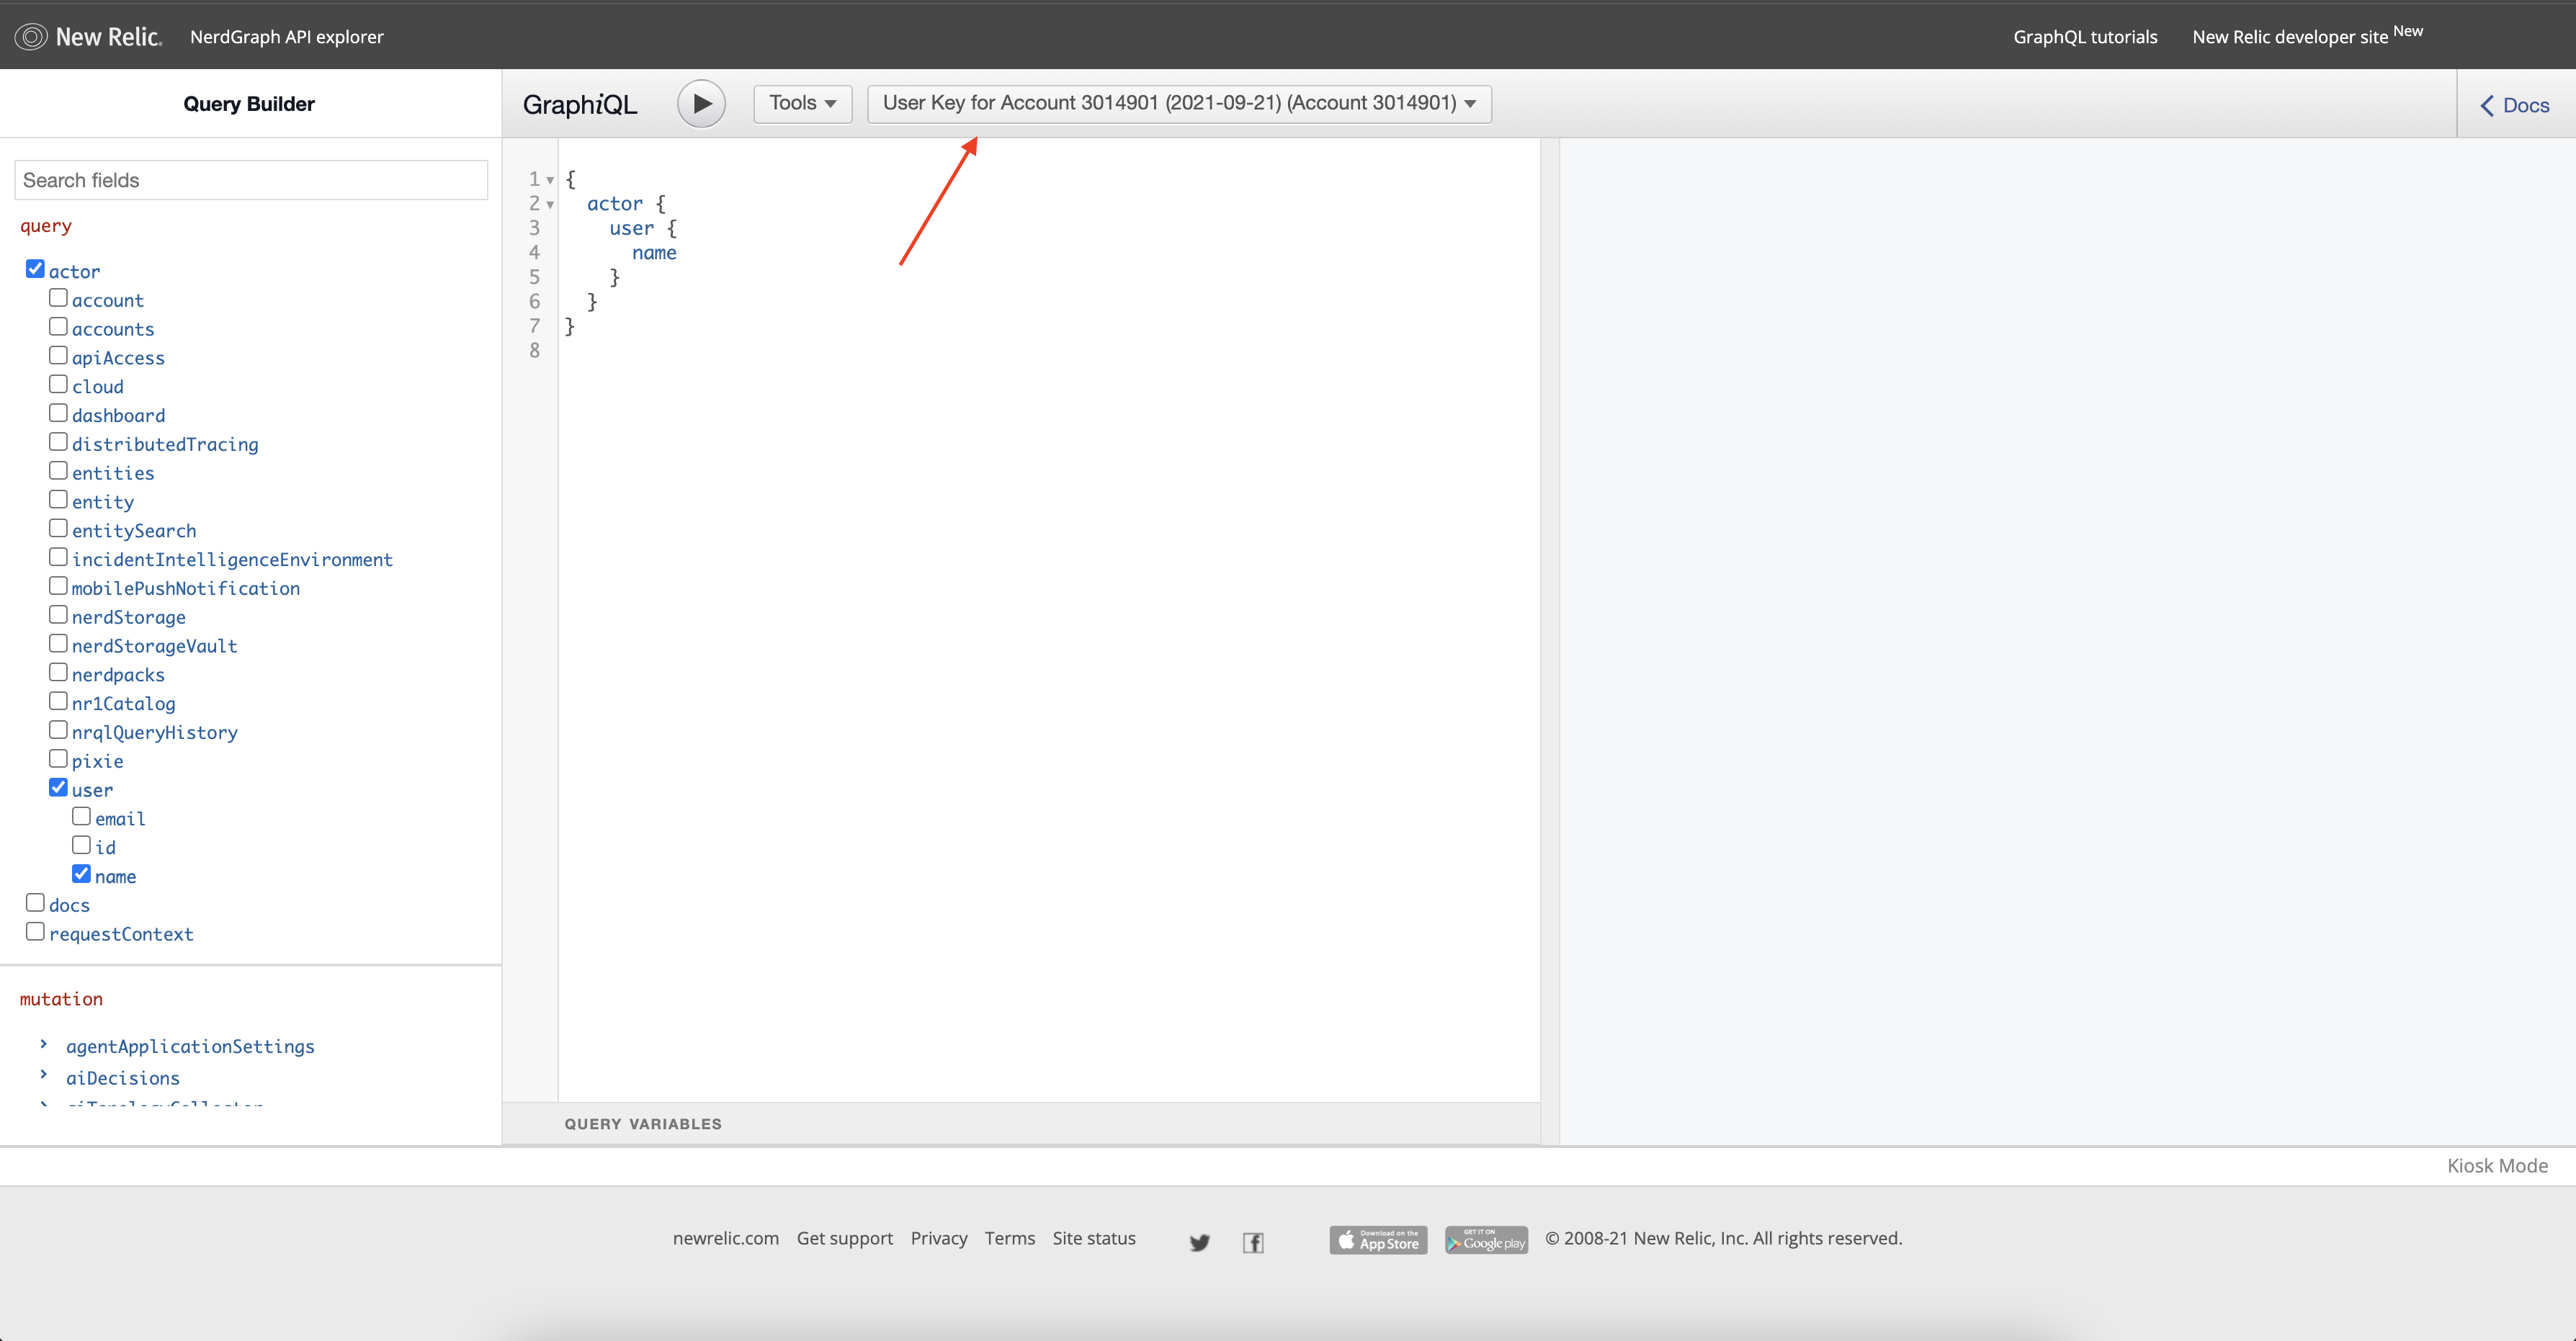 New Relic. NerdGraph API explorer GraphQL tutorials New Relic developer site New
Query Builder GraphiQL Tools User Key for Account 3014901 (2021-09-21) (Account 3014901) Docs
Search fields
query
actor
account
accounts
apiAccess
cloud
dashboard
distributedTracing
entities
entity
entitySearch
incidentIntelligenceEnvironment
mobilePushNotification
nerdStorage
nerdStorageVault
nerdpacks
nr1Catalog
nrqlQueryHistory
pixie
user
email
id
name
docs
requestContext
mutation
agentApplicationSettings
aiDecisions
1 {
2 actor {
3 user {
4 name
5 }
6 }
7 }
8
QUERY VARIABLES
Kiosk Mode
newrelic.com Get support Privacy Terms Site status Download on the App Store GET IT ON Google play © 2008-21 New Relic, Inc. All rights reserved.